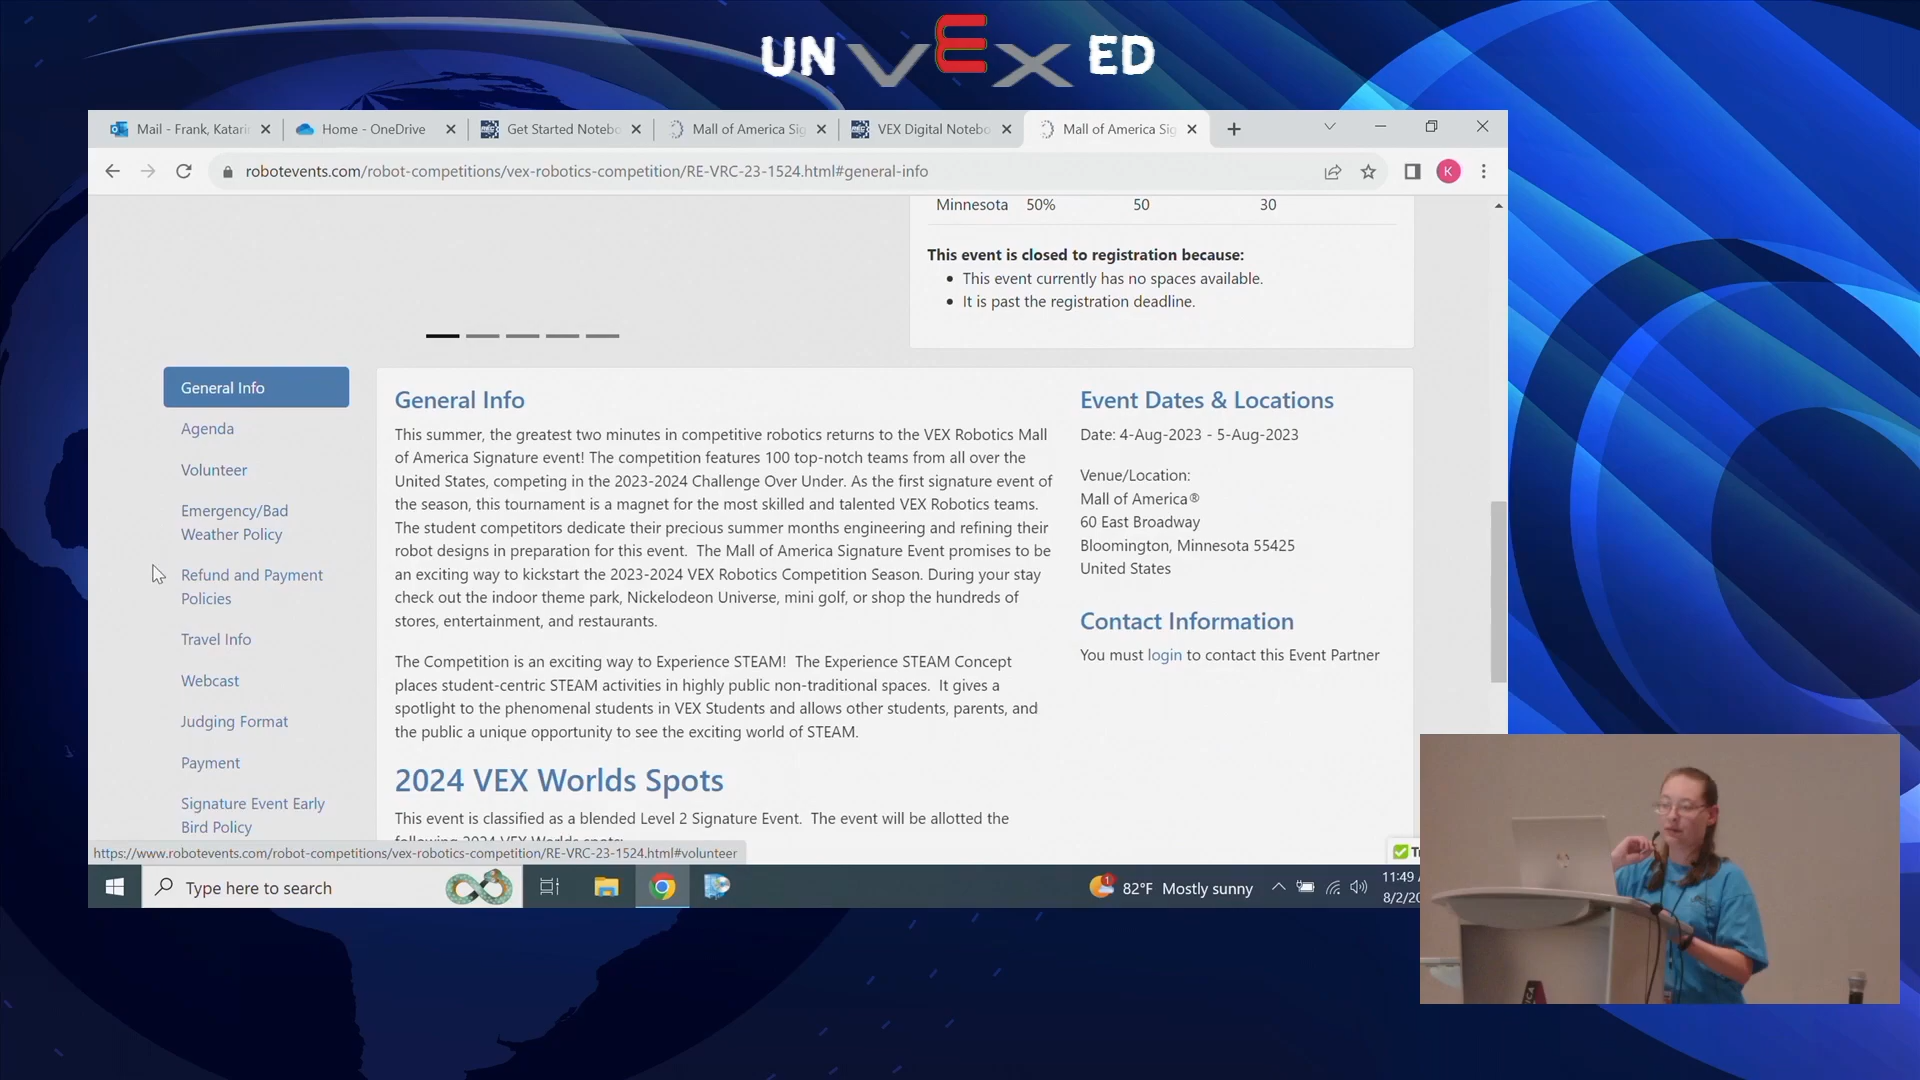 UNVEXED
Mail - Frank, Katari
Home - OneDrive
Get Started Notebo
Mall of America Sig
VEX Digital Notebo
Mall of America Sig
robotevents.com/robot-competitions/vex-robotics-competition/RE-VRC-23-1524.html#general-info
K
Minnesota 50% 50 30
This event is closed to registration because:
This event currently has no spaces available.
It is past the registration deadline.
General Info
Agenda
Volunteer
Emergency/Bad
Weather Policy
Refund and Payment
Policies
Travel Info
Webcast
Judging Format
Payment
Signature Event Early
Bird Policy
General Info
This summer, the greatest two minutes in competitive robotics returns to the VEX Robotics Mall
of America Signature event! The competition features 100 top-notch teams from all over the
United States, competing in the 2023-2024 Challenge Over Under. As the first signature event of
the season, this tournament is a magnet for the most skilled and talented VEX Robotics teams.
The student competitors dedicate their precious summer months engineering and refining their
robot designs in preparation for this event. The Mall of America Signature Event promises to be
an exciting way to kickstart the 2023-2024 VEX Robotics Competition Season. During your stay
check out the indoor theme park, Nickelodeon Universe, mini golf, or shop the hundreds of
stores, entertainment, and restaurants.
The Competition is an exciting way to Experience STEAM! The Experience STEAM Concept
places student-centric STEAM activities in highly public non-traditional spaces. It gives a
spotlight to the phenomenal students in VEX Students and allows other students, parents, and
the public a unique opportunity to see the exciting world of STEAM.
2024 VEX Worlds Spots
This event is classified as a blended Level 2 Signature Event. The event will be allotted the
following 2024 VEX Worlds spots:
Event Dates & Locations
Date: 4-Aug-2023 - 5-Aug-2023
Venue/Location:
Mall of America®
60 East Broadway
Bloomington, Minnesota 55425
United States
Contact Information
You must login to contact this Event Partner
https://www.robotevents.com/robot-competitions/vex-robotics-competition/RE-VRC-23-1524.html#volunteer
Type here to search
1
82°F Mostly sunny
11:49
8/2/20